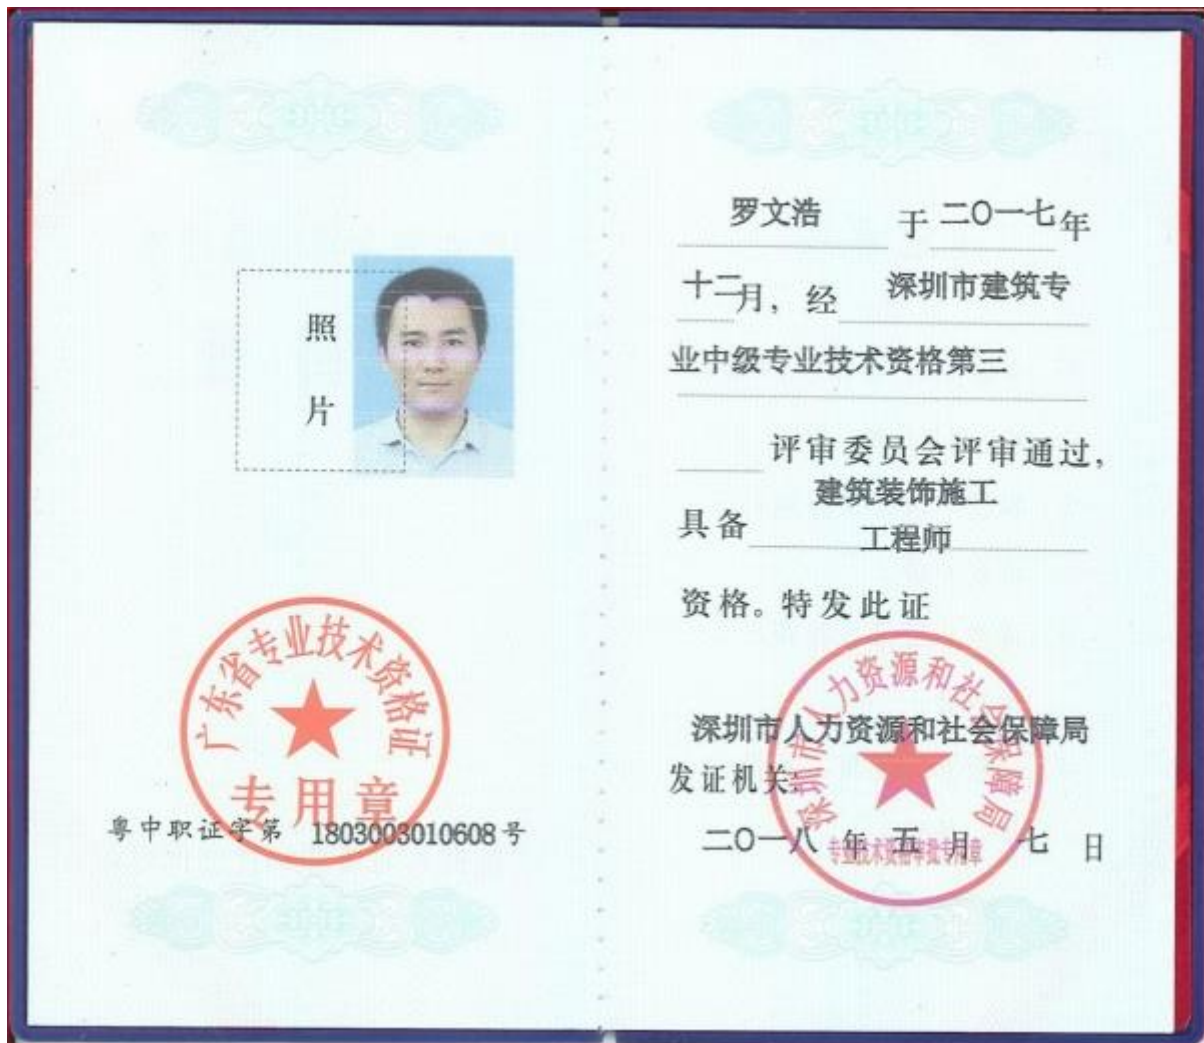 照
片
广东省专业技术资格证
专用章
粤中职证字第 1803003010608 号
罗文浩 于 二〇一七 年
十二月，经 深圳市建筑专
业中级专业技术资格第三
评审委员会评审通过，
建筑装饰施工
具备 工程师
资格。特发此证
深圳市人力资源和社会保障局
深圳市人力资源和社会保障局
发证机关：
二〇一八 年 五 月 七 日
专业技术资格审批专用章